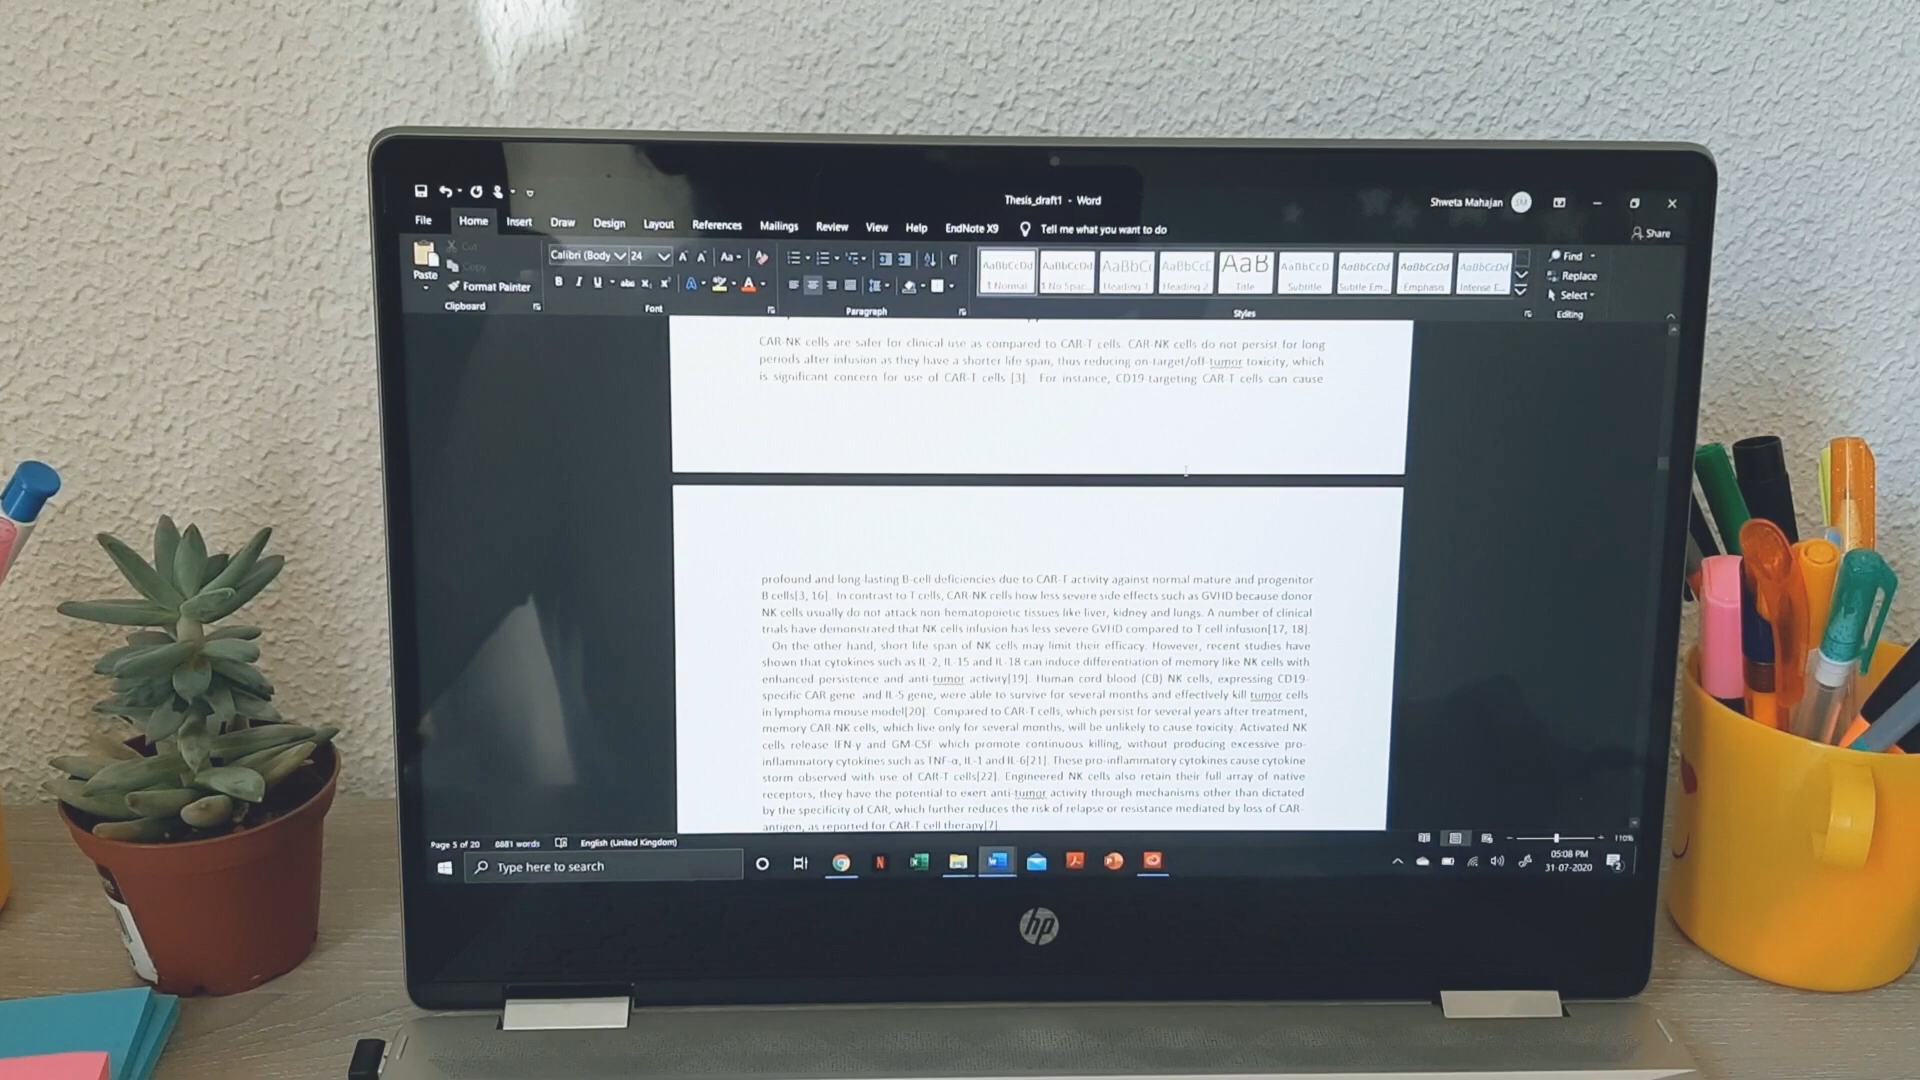 Thesis_draft1 - Word
Shweta Mahajan
File Home Insert Draw Design Layout References Mailings Review View Help EndNote X9 Tell me what you want to do
Share
Paste
Cut
Copy
Format Painter
Clipboard
Calibri (Body 24
Font
Paragraph
AaBbCcDd AaBbCcDd AaBbCc AaBbCcD AaB AaBbCcD AaBbCcDd AaBbCcDd AaBbCcDd
¶ Normal ¶ No Spac... Heading 1 Heading 2 Title Subtitle Subtle Em... Emphasis Intense E...
Styles
Find
Replace
Select
Editing
CAR-NK cells are safer for clinical use as compared to CAR-T cells. CAR-NK cells do not persist for long
periods after infusion as they have a shorter life span, thus reducing on-target/off-tumor toxicity, which
is significant concern for use of CAR-T cells [3]. For instance, CD19 targeting CAR-T cells can cause
profound and long-lasting B-cell deficiencies due to CAR-T activity against normal mature and progenitor
B cells[3, 16]. In contrast to T cells, CAR-NK cells how less severe side effects such as GVHD because donor
NK cells usually do not attack non hematopoietic tissues like liver, kidney and lungs. A number of clinical
trials have demonstrated that NK cells infusion has less severe GVHD compared to T cell infusion[17, 18].
On the other hand, short life span of NK cells may limit their efficacy. However, recent studies have
shown that cytokines such as IL-2, IL-15 and IL-18 can induce differentiation of memory like NK cells with
enhanced persistence and anti-tumor activity[19]. Human cord blood (CB) NK cells, expressing CD19-
specific CAR gene and IL-5 gene, were able to survive for several months and effectively kill tumor cells
in lymphoma mouse model[20]. Compared to CAR-T cells, which persist for several years after treatment,
memory CAR-NK cells, which live only for several months, will be unlikely to cause toxicity. Activated NK
cells release IFN-γ and GM-CSF which promote continuous killing, without producing excessive pro-
inflammatory cytokines such as TNF-α, IL-1 and IL-6[21]. These pro-inflammatory cytokines cause cytokine
storm observed with use of CAR-T cells[22]. Engineered NK cells also retain their full array of native
receptors, they have the potential to exert anti-tumor activity through mechanisms other than dictated
by the specificity of CAR, which further reduces the risk of relapse or resistance mediated by loss of CAR-
antigen, as reported for CAR-T cell therapy[7]
Page 5 of 20 8881 words English (United Kingdom)
110%
Type here to search
05:08 PM
31-07-2020
hp